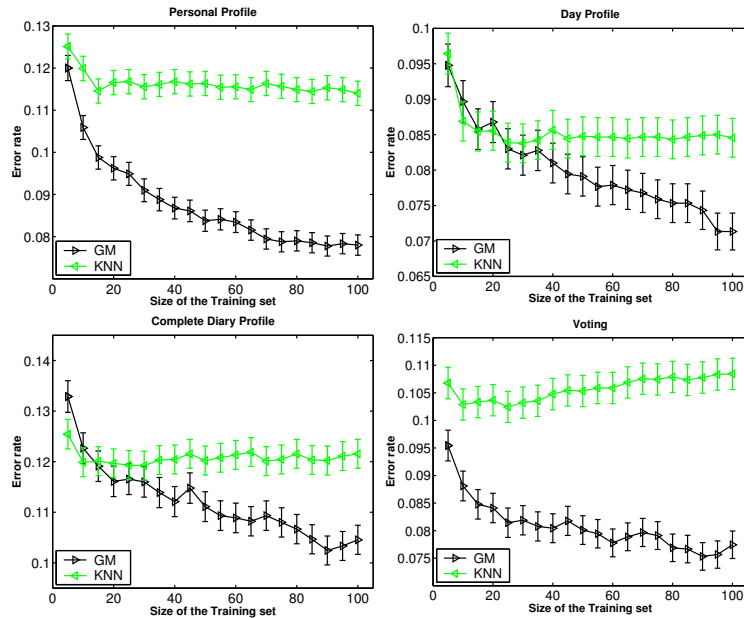 Personal Profile
0.13
0.12
0.11
0.1
0.09
0.08
Error rate
GM
KNN
0 20 40 60 80 100
Size of the Training set
Day Profile
0.1
0.095
0.09
0.085
0.08
0.075
0.07
0.065
Error rate
GM
KNN
0 20 40 60 80 100
Size of the Training set
Complete Diary Profile
0.14
0.13
0.12
0.11
0.1
Error rate
GM
KNN
0 20 40 60 80 100
Size of the Training set
Voting
0.115
0.11
0.105
0.1
0.095
0.09
0.085
0.08
0.075
Error rate
GM
KNN
0 20 40 60 80 100
Size of the Training set